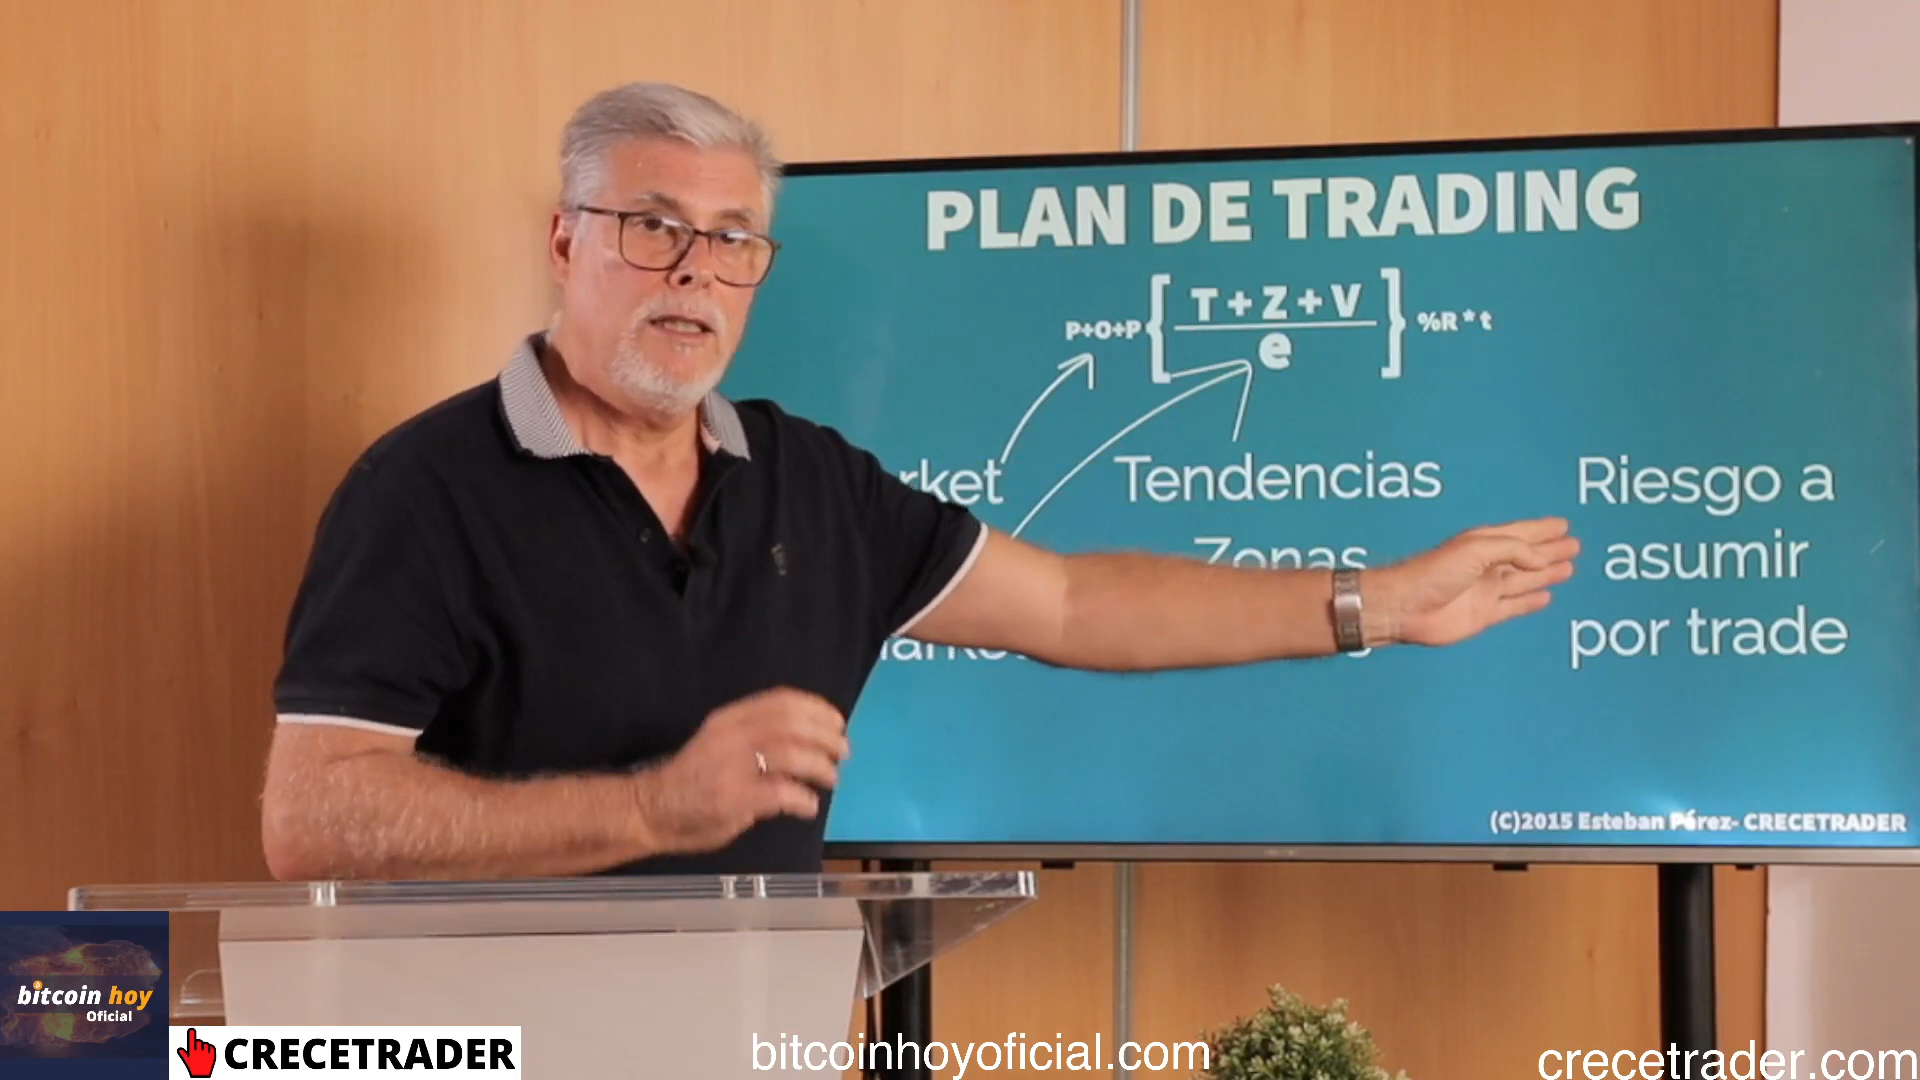 PLAN DE TRADING
P+O+P { T + Z + V } %R * t
e
Tendencias
Zonas
Riesgo a
asumir
por trade
(C)2015 Esteban Pérez- CRECETRADER
bitcoin hoy
Oficial
CRECETRADER
bitcoinhoyoficial.com
crecetrader.com